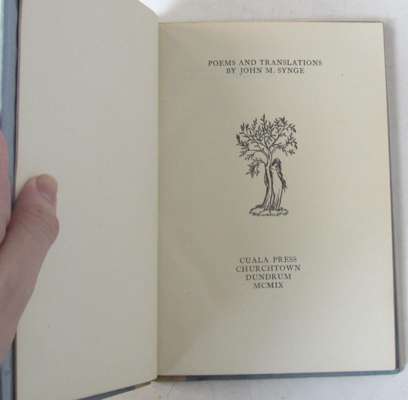 POEMS AND TRANSLATIONS
BY JOHN M. SYNGE
CUALA PRESS
CHURCHTOWN
DUNDRUM
MCMIX